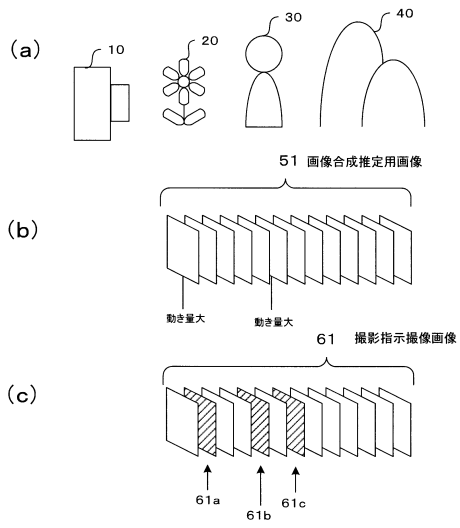 (a)
10
20
30
40
51 画像合成推定用画像
(b)
動き量大
動き量大
61 撮影指示撮像画像
(c)
61a
61b
61c